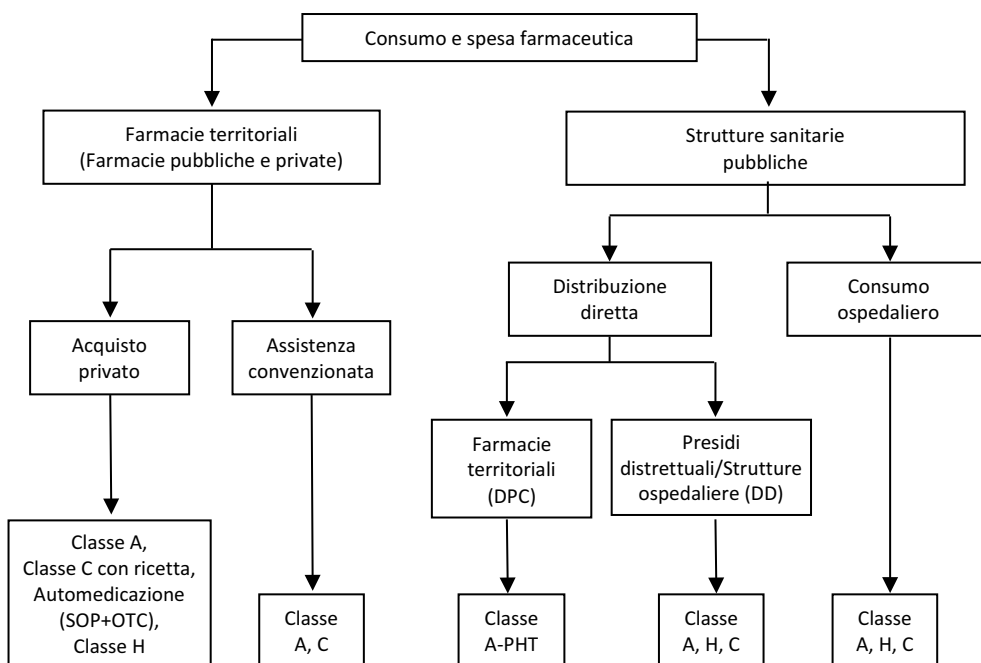 Consumo e spesa farmaceutica
Farmacie territoriali
(Farmacie pubbliche e private)
Strutture sanitarie
pubbliche
Distribuzione
diretta
Consumo
ospedaliero
Acquisto
privato
Assistenza
convenzionata
Farmacie
territoriali
(DPC)
Presidi
distrettuali/Strutture
ospedaliere (DD)
Classe A,
Classe C con ricetta,
Automedicazione
(SOP+OTC),
Classe H
Classe
A, C
Classe
A-PHT
Classe
A, H, C
Classe
A, H, C